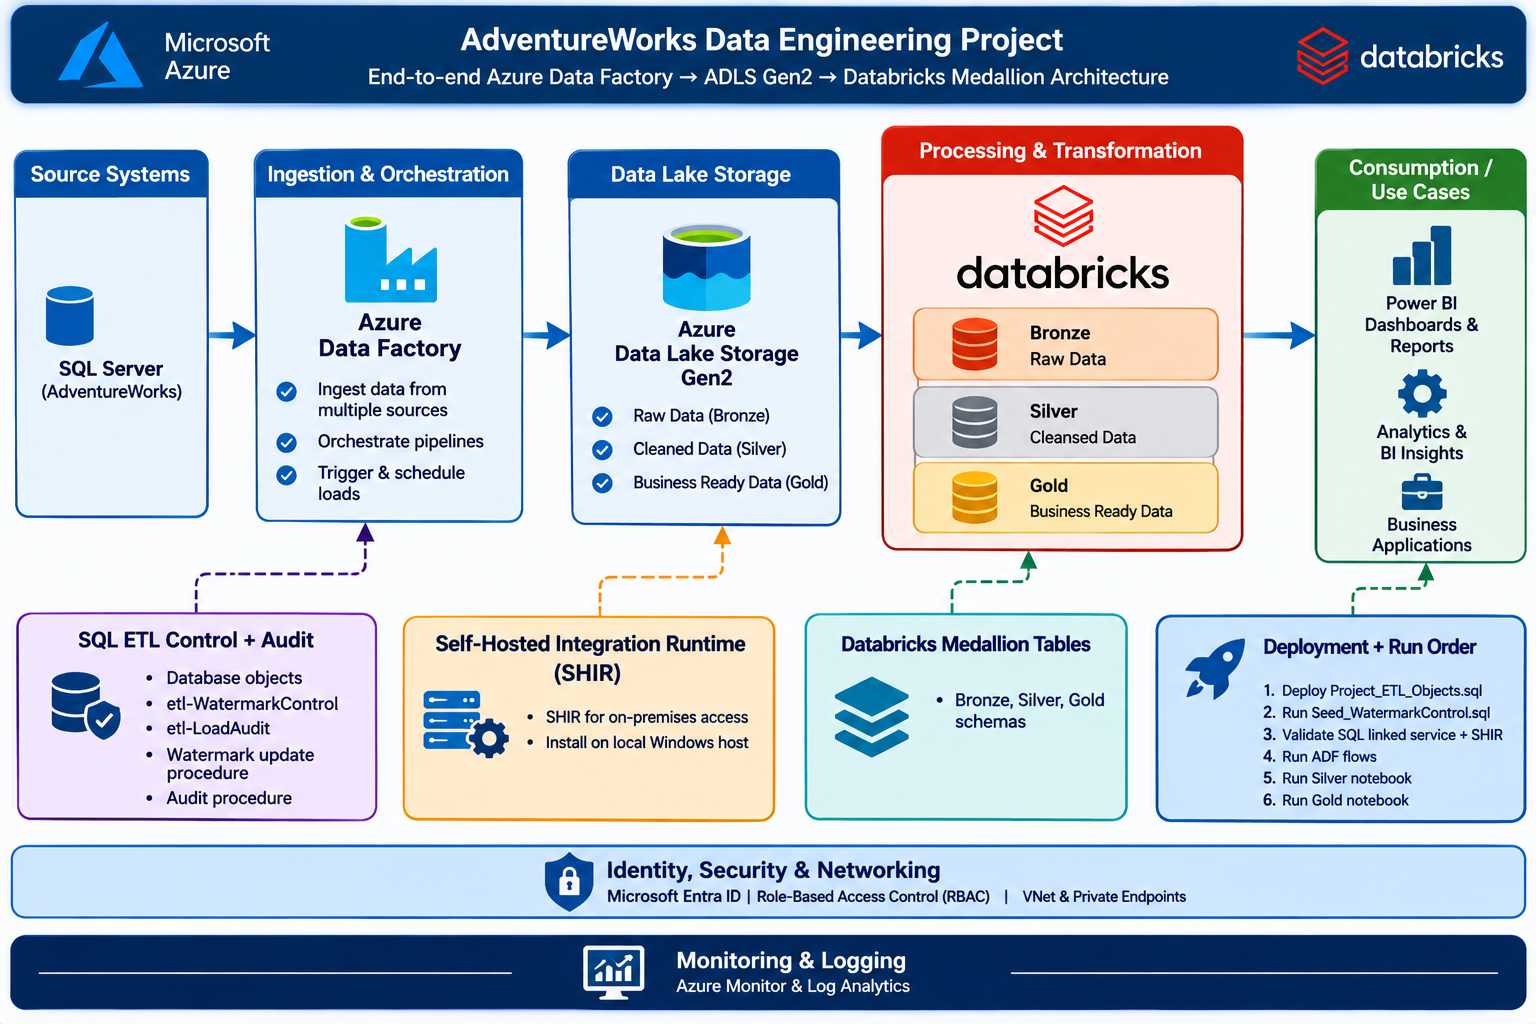 Microsoft
Azure
AdventureWorks Data Engineering Project
End-to-end Azure Data Factory → ADLS Gen2 → Databricks Medallion Architecture
databricks
Source Systems
SQL Server
(AdventureWorks)
Ingestion & Orchestration
Azure
Data Factory
Ingest data from
multiple sources
Orchestrate pipelines
Trigger & schedule
loads
Data Lake Storage
Azure
Data Lake Storage
Gen2
Raw Data (Bronze)
Cleaned Data (Silver)
Business Ready Data (Gold)
Processing & Transformation
databricks
Bronze
Raw Data
Silver
Cleansed Data
Gold
Business Ready Data
Consumption /
Use Cases
Power BI
Dashboards &
Reports
Analytics &
BI Insights
Business
Applications
SQL ETL Control + Audit
• Database objects
• etl-WatermarkControl
• etl-LoadAudit
• Watermark update
procedure
• Audit procedure
Self-Hosted Integration Runtime
(SHIR)
• SHIR for on-premises access
• Install on local Windows host
Databricks Medallion Tables
• Bronze, Silver, Gold
schemas
Deployment + Run Order
1. Deploy Project_ETL_Objects.sql
2. Run Seed_WatermarkControl.sql
3. Validate SQL linked service + SHIR
4. Run ADF flows
5. Run Silver notebook
6. Run Gold notebook
Identity, Security & Networking
Microsoft Entra ID | Role-Based Access Control (RBAC) | VNet & Private Endpoints
Monitoring & Logging
Azure Monitor & Log Analytics